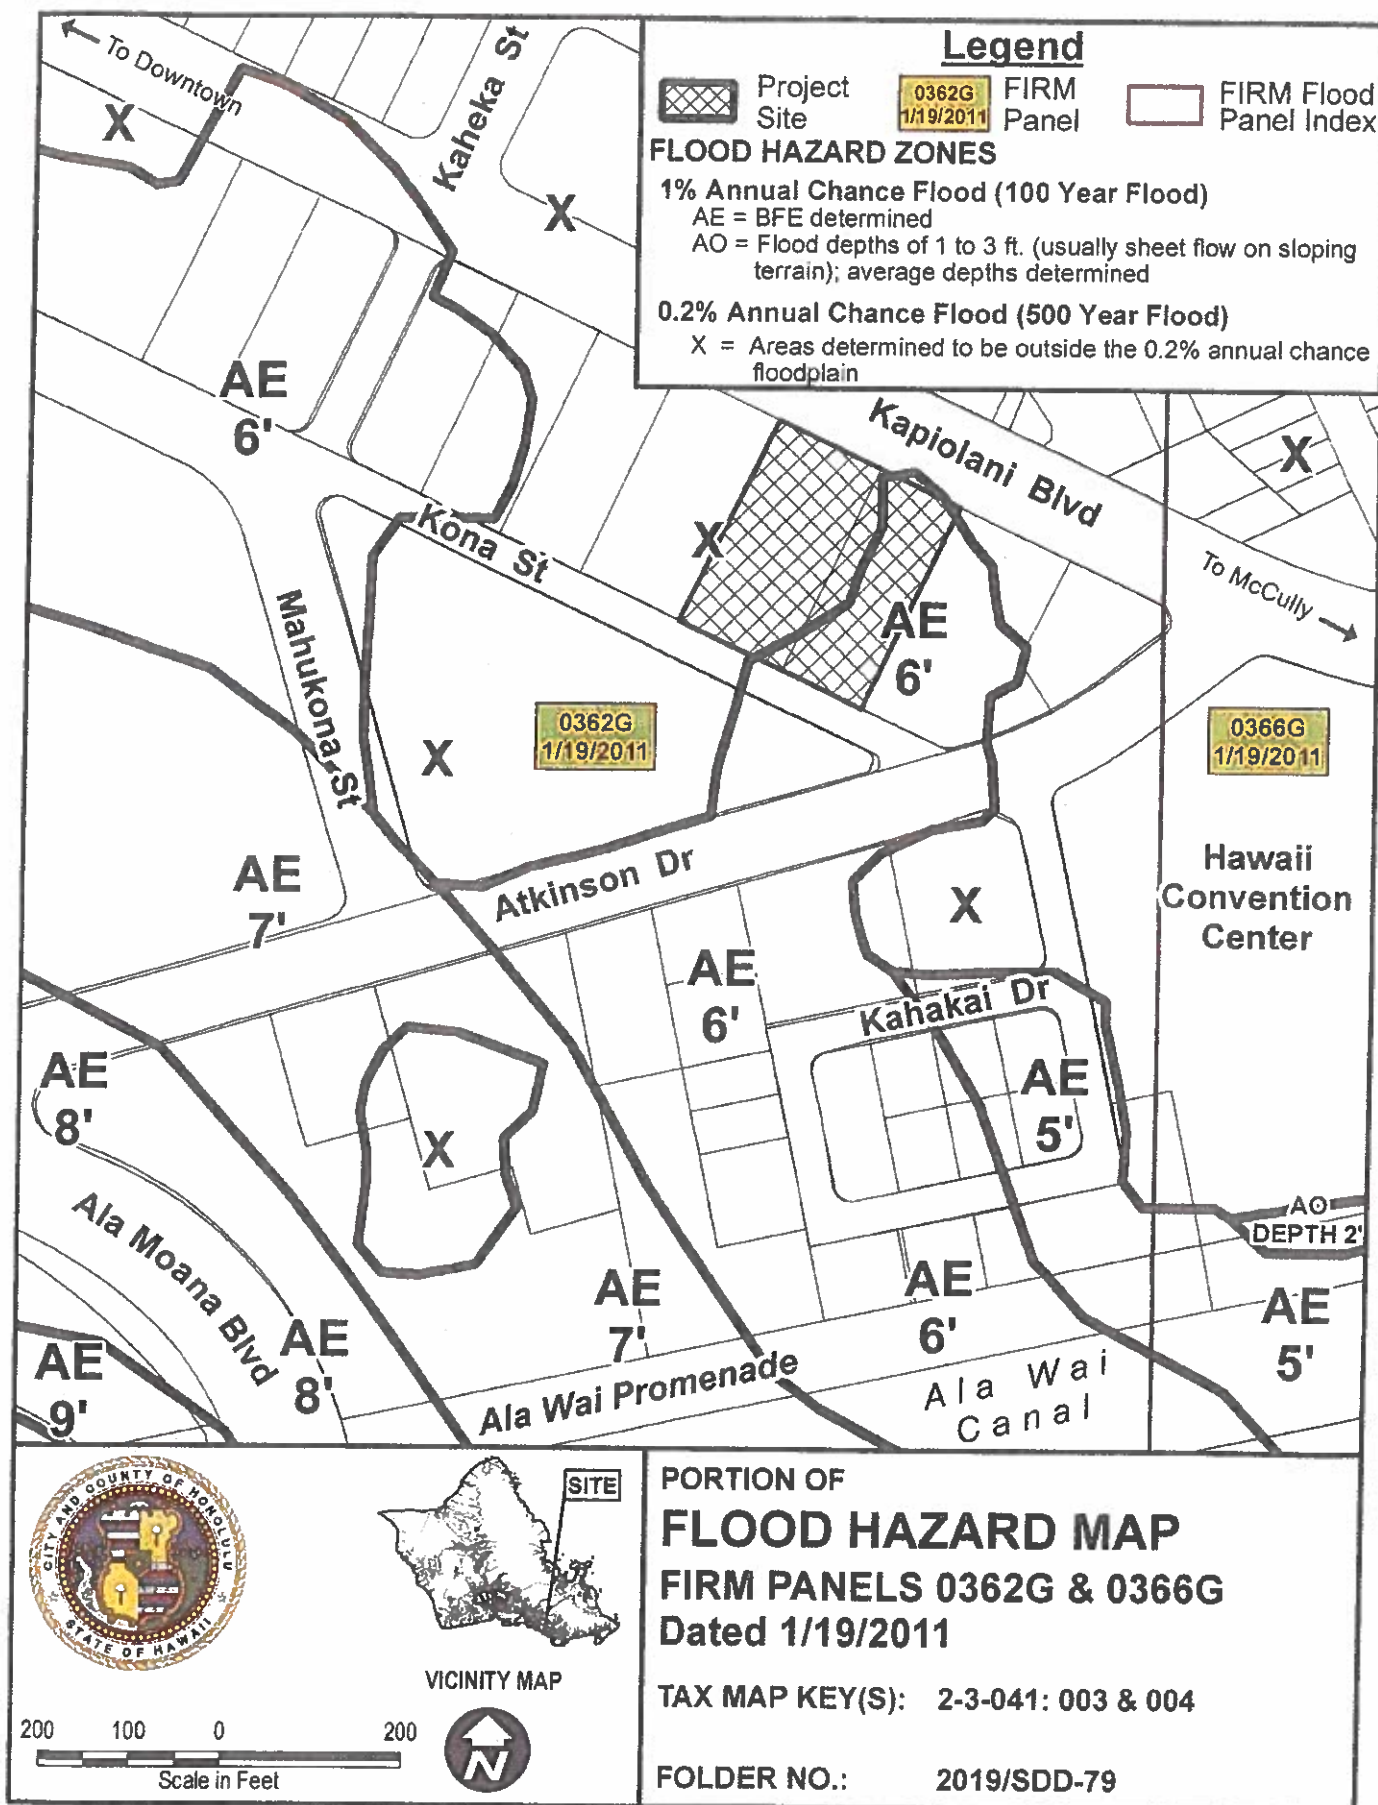 To Downtown
Kaheka St
X
X
Legend
Project
Site
0362G
1/19/2011
FIRM
Panel
FIRM Flood
Panel Index
FLOOD HAZARD ZONES
1% Annual Chance Flood (100 Year Flood)
AE = BFE determined
AO = Flood depths of 1 to 3 ft. (usually sheet flow on sloping
terrain); average depths determined
0.2% Annual Chance Flood (500 Year Flood)
X = Areas determined to be outside the 0.2% annual chance
floodplain
AE
6'
Kapiolani Blvd
X
Kona St
X
To McCully
Mahukona St
AE
6'
0362G
1/19/2011
X
0366G
1/19/2011
AE
7'
Atkinson Dr
X
Hawaii
Convention
Center
AE
6'
Kahakai Dr
AE
8'
AE
5'
X
Ala Moana Blvd
AO
DEPTH 2'
AE
7'
AE
6'
AE
5'
AE
8'
AE
9'
Ala Wai Promenade
Ala Wai
Canal
CITY AND COUNTY OF HONOLULU
STATE OF HAWAII
SITE
VICINITY MAP
200 100 0 200
Scale in Feet
N
PORTION OF
FLOOD HAZARD MAP
FIRM PANELS 0362G & 0366G
Dated 1/19/2011
TAX MAP KEY(S): 2-3-041: 003 & 004
FOLDER NO.: 2019/SDD-79